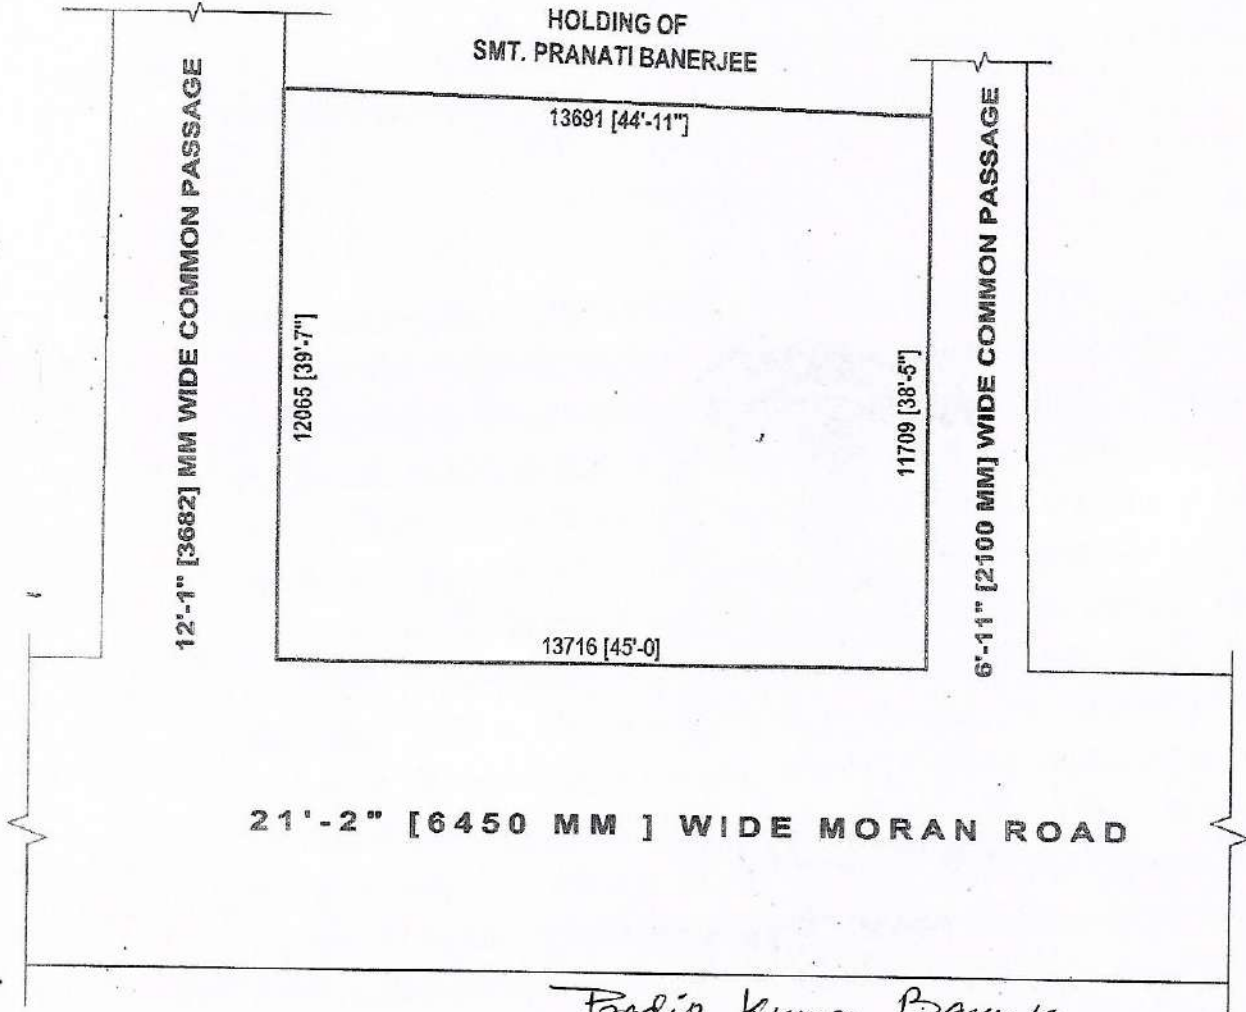 HOLDING OF
SMT. PRANATI BANERJEE
13691 [44'-11"]
12'-1" [3682] MM WIDE COMMON PASSAGE
12065 [39'-7"]
11709 [38'-5"]
6'-11" [2100 MM] WIDE COMMON PASSAGE
13716 [45'-0]
21'-2" [6450 MM ] WIDE MORAN ROAD
Kumar